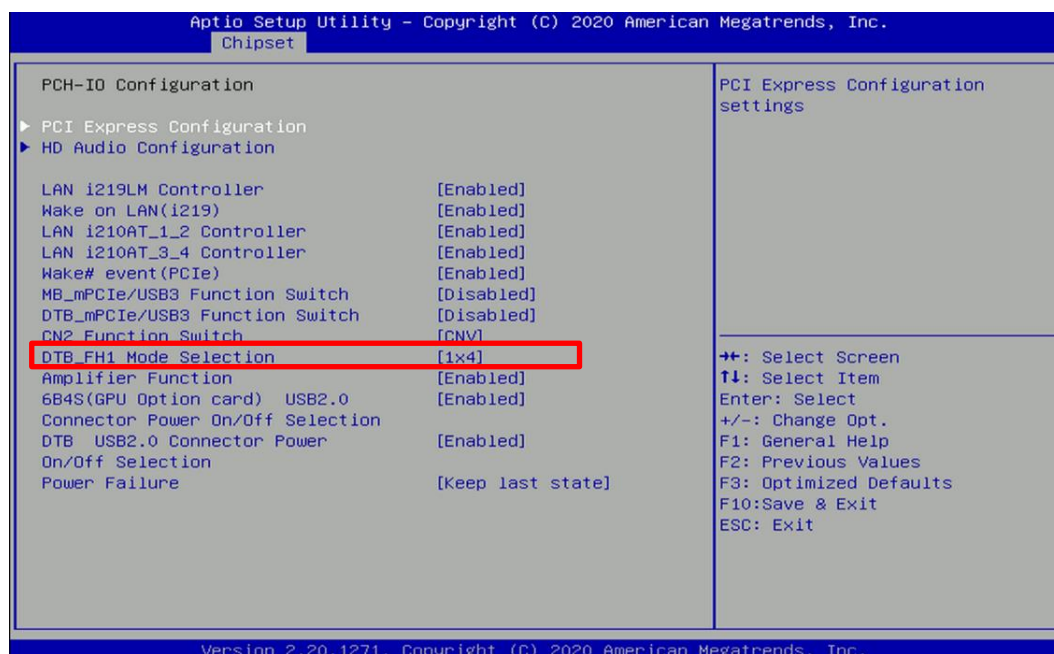 Aptio Setup Utility – Copyright (C) 2020 American Megatrends, Inc.
Chipset
PCH-IO Configuration
PCI Express Configuration
HD Audio Configuration
LAN i219LM Controller [Enabled]
Wake on LAN(i219) [Enabled]
LAN i210AT_1_2 Controller [Enabled]
LAN i210AT_3_4 Controller [Enabled]
Wake# event(PCIe) [Enabled]
MB_mPCIe/USB3 Function Switch [Disabled]
DTB_mPCIe/USB3 Function Switch [Disabled]
CN2 Function Switch [CNV]
DTB_FH1 Mode Selection [1x4]
Amplifier Function [Enabled]
6B4S(GPU Option card) USB2.0 [Enabled]
Connector Power On/Off Selection
DTB USB2.0 Connector Power [Enabled]
On/Off Selection
Power Failure [Keep last state]
PCI Express Configuration
settings
→←: Select Screen
↑↓: Select Item
Enter: Select
+/-: Change Opt.
F1: General Help
F2: Previous Values
F3: Optimized Defaults
F10:Save & Exit
ESC: Exit
Version 2.20.1271. Copyright (C) 2020 American Megatrends, Inc.